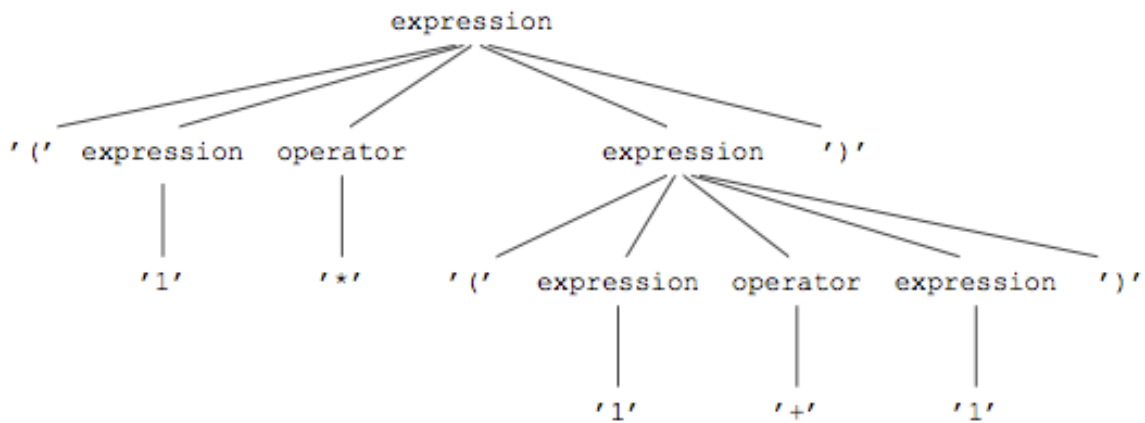 expression
'(' expression operator expression ')'
'1' '*' '(' expression operator expression ')'
'1' '+' '1'